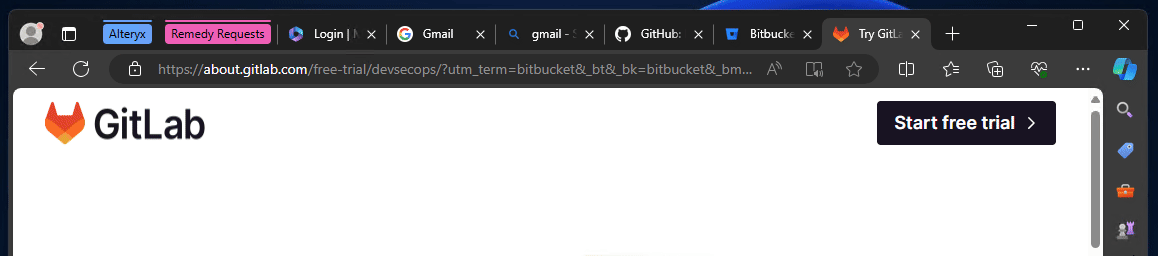 Alteryx Remedy Requests Login | Gmail gmail - GitHub: Bitbucke Try GitLa
https://about.gitlab.com/free-trial/devsecops/?utm_term=bitbucket&_bt&_bk=bitbucket&_bm...
GitLab Start free trial